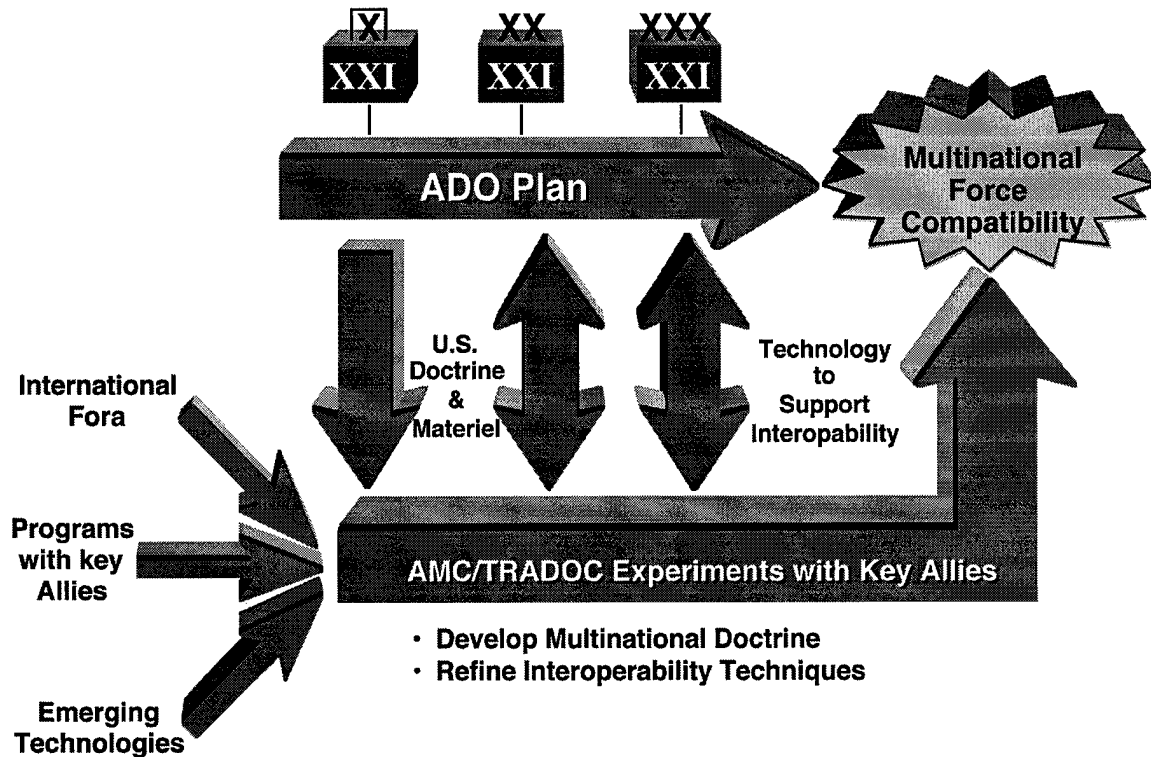 X
XX
XXX
XXI
XXI
XXI
ADO Plan
Multinational
Force
Compatibility
U.S.
Doctrine
&
Materiel
Technology
to
Support
Interopability
International
Fora
Programs
with key
Allies
Emerging
Technologies
AMC/TRADOC Experiments with Key Allies
• Develop Multinational Doctrine
• Refine Interoperability Techniques